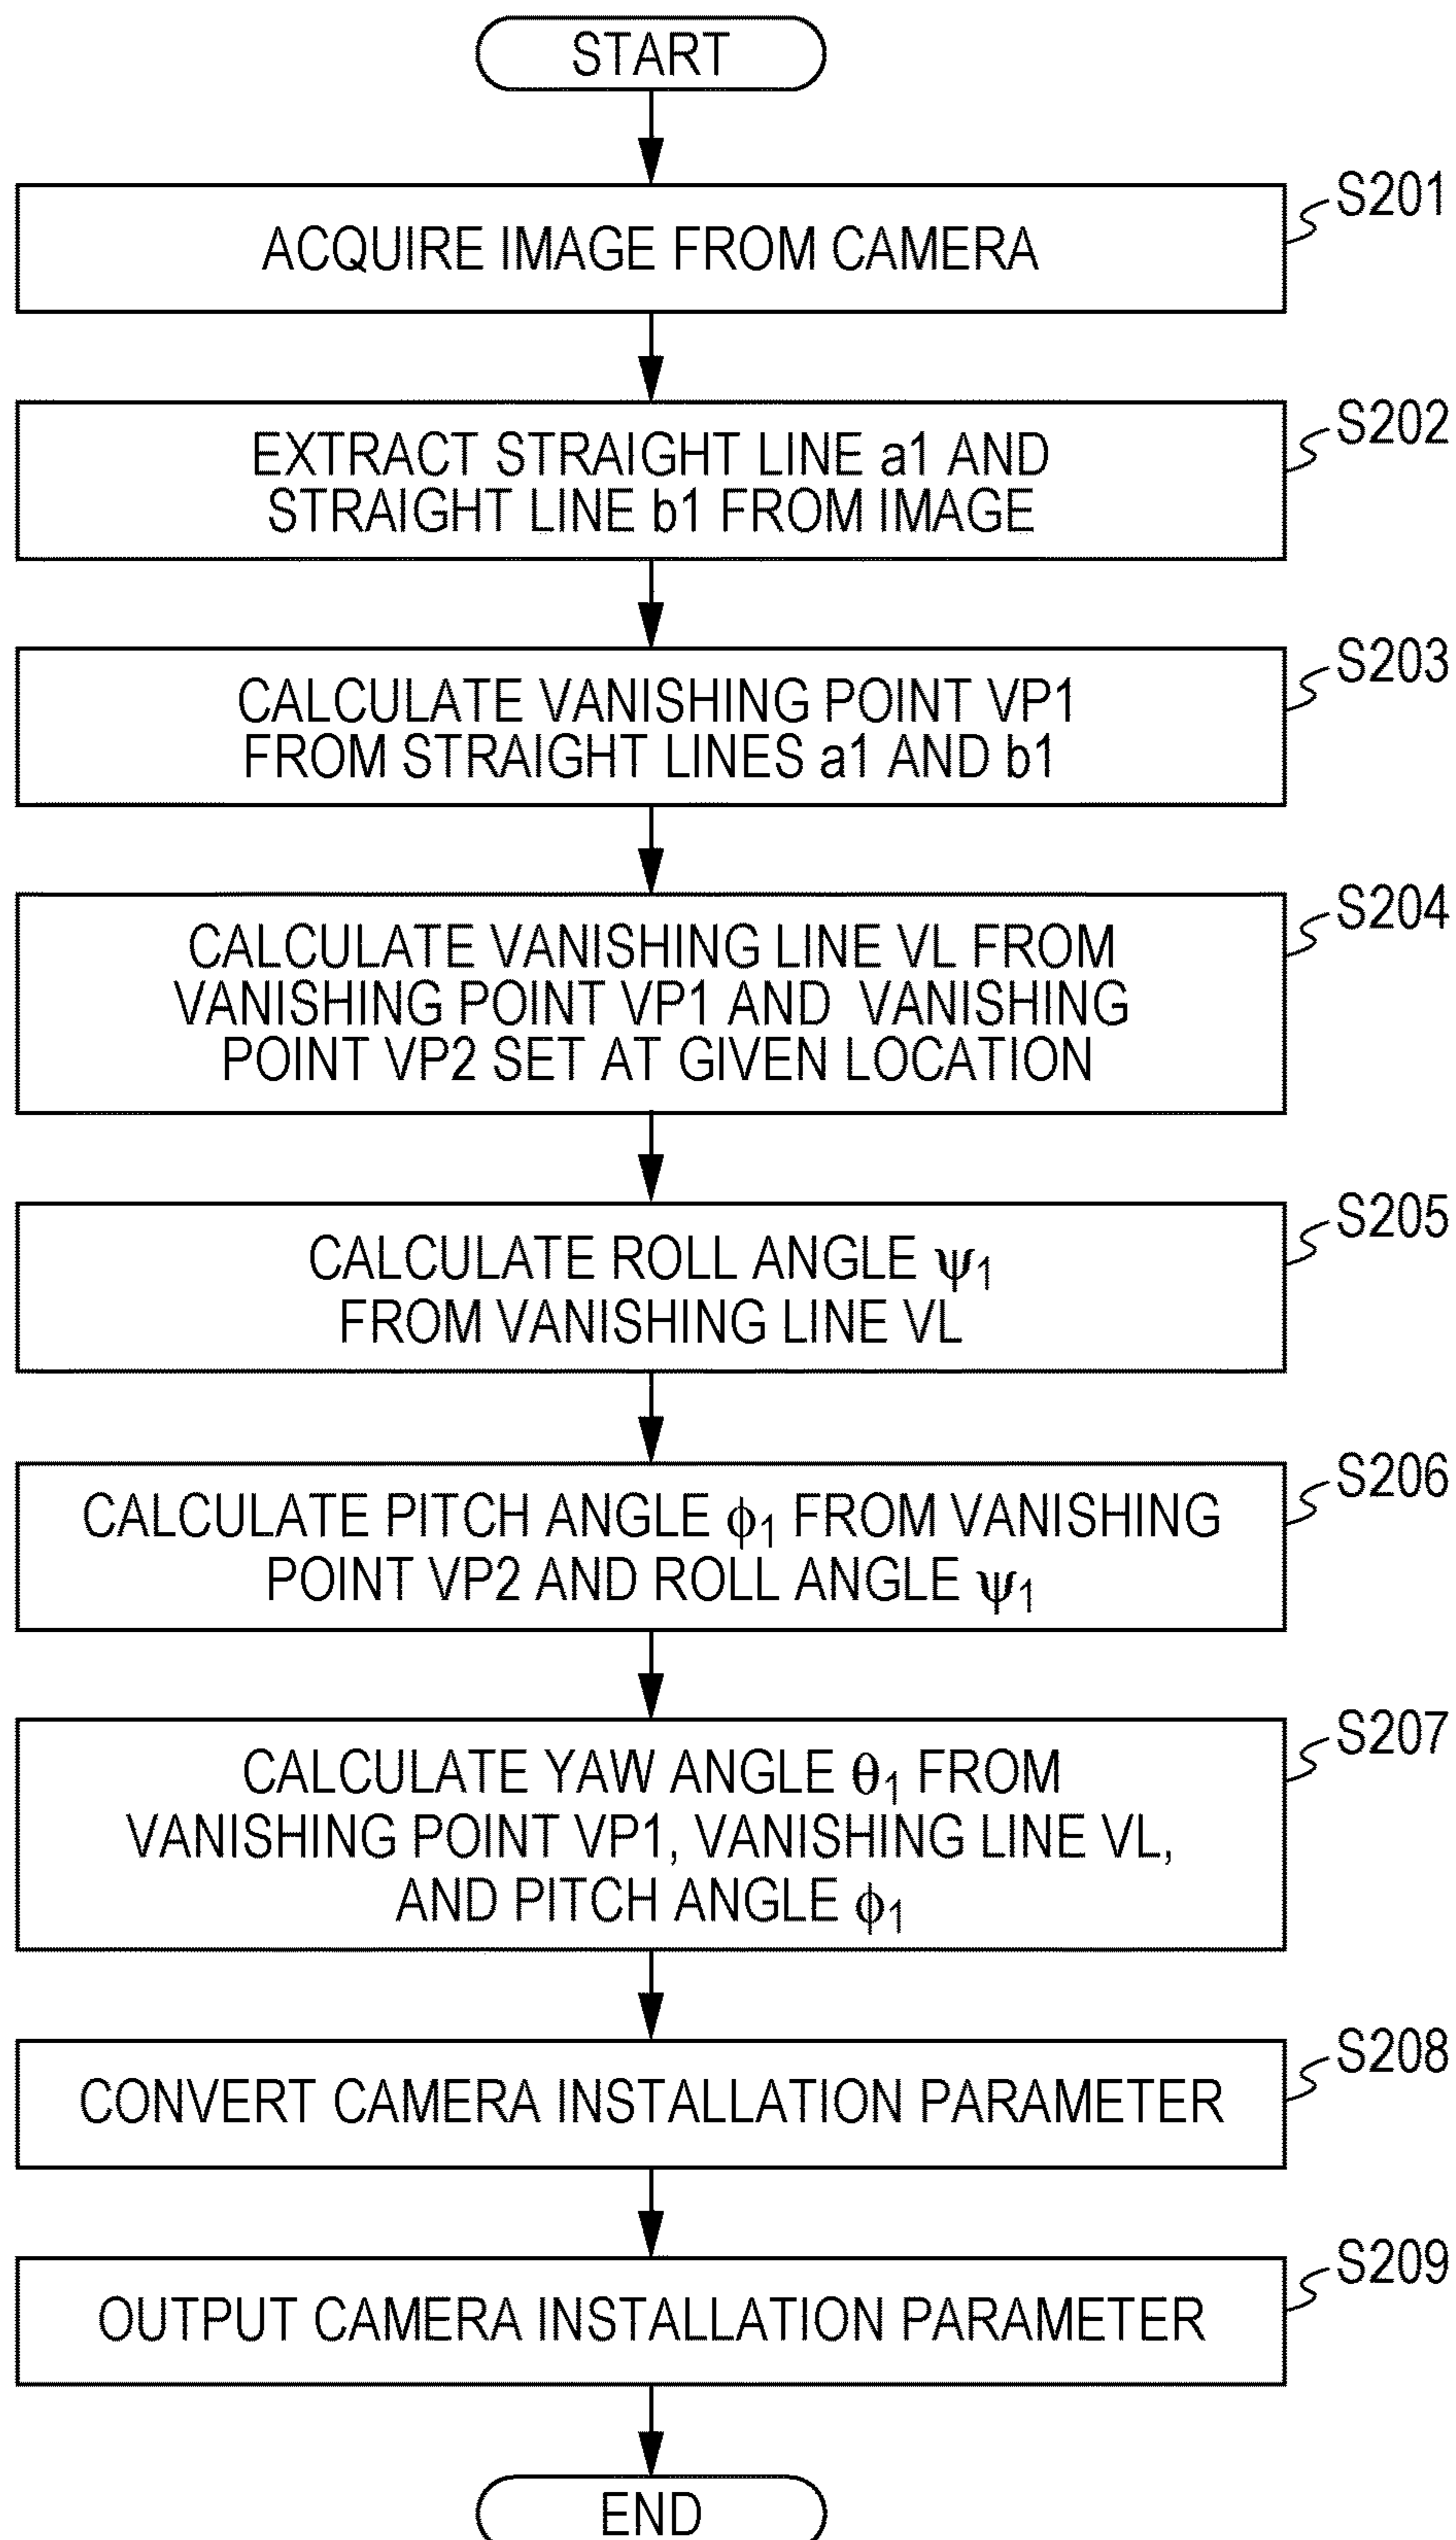 START
S201
ACQUIRE IMAGE FROM CAMERA
S202
EXTRACT STRAIGHT LINE a1 AND
STRAIGHT LINE b1 FROM IMAGE
S203
CALCULATE VANISHING POINT VP1
FROM STRAIGHT LINES a1 AND b1
S204
CALCULATE VANISHING LINE VL FROM
VANISHING POINT VP1 AND VANISHING
POINT VP2 SET AT GIVEN LOCATION
S205
CALCULATE ROLL ANGLE ψ₁
FROM VANISHING LINE VL
S206
CALCULATE PITCH ANGLE ϕ₁ FROM VANISHING
POINT VP2 AND ROLL ANGLE ψ₁
S207
CALCULATE YAW ANGLE θ₁ FROM
VANISHING POINT VP1, VANISHING LINE VL,
AND PITCH ANGLE ϕ₁
S208
CONVERT CAMERA INSTALLATION PARAMETER
S209
OUTPUT CAMERA INSTALLATION PARAMETER
END